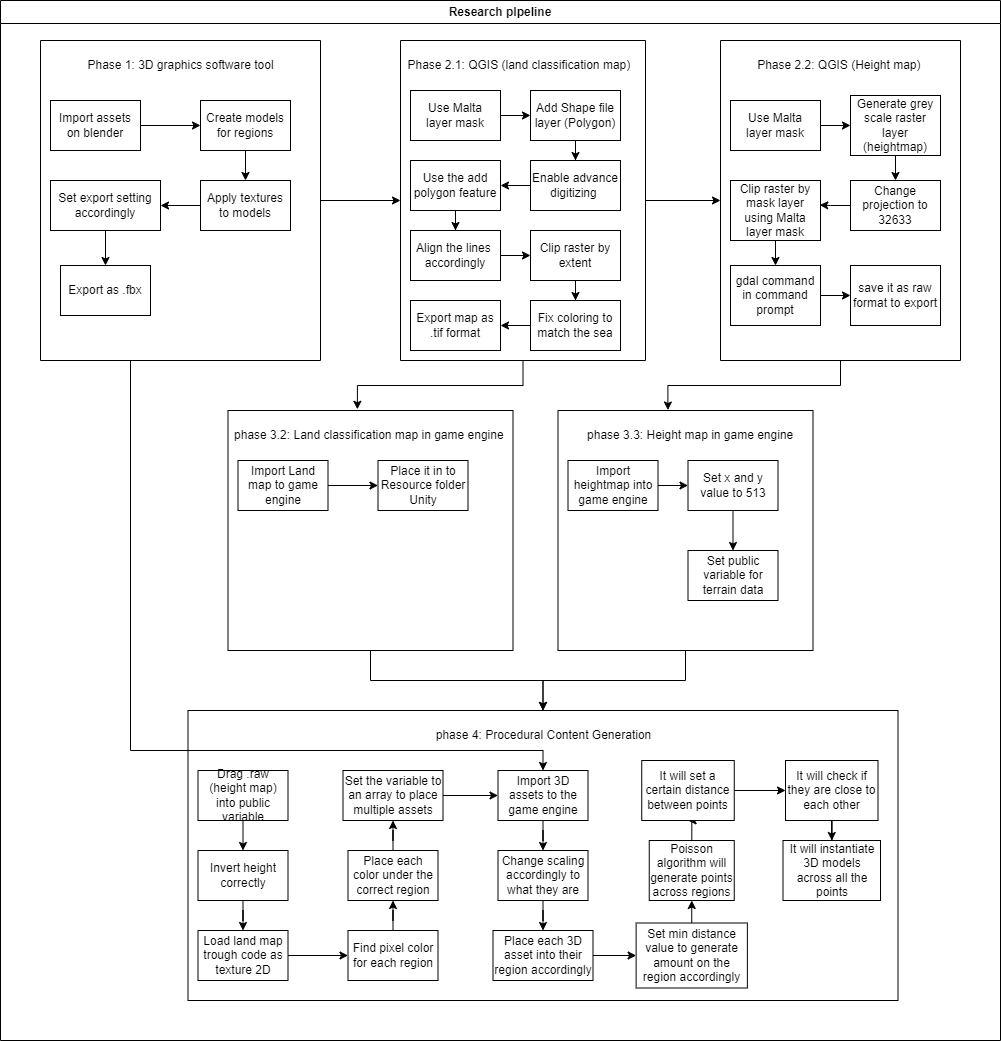 Research pipeline
Phase 1: 3D graphics software tool
Import assets
on blender
Create models
for regions
Set export setting
accordingly
Apply textures
to models
Export as .fbx
Phase 2.1: QGIS (land classification map)
Use Malta
layer mask
Add Shape file
layer (Polygon)
Use the add
polygon feature
Enable advance
digitizing
Align the lines
accordingly
Clip raster by
extent
Export map as
.tif format
Fix coloring to
match the sea
Phase 2.2: QGIS (Height map)
Use Malta
layer mask
Generate grey
scale raster
layer
(heightmap)
Clip raster by
mask layer
using Malta
layer mask
Change
projection to
32633
gdal command
in command
prompt
save it as raw
format to export
phase 3.2: Land classification map in game engine
Import Land
map to game
engine
Place it in to
Resource folder
Unity
phase 3.3: Height map in game engine
Import
heightmap into
game engine
Set x and y
value to 513
Set public
variable for
terrain data
phase 4: Procedural Content Generation
Drag .raw
(height map)
into public
variable
Invert height
correctly
Load land map
trough code as
texture 2D
Set the variable to
an array to place
multiple assets
Place each
color under the
correct region
Find pixel color
for each region
Import 3D
assets to the
game engine
Change scaling
accordingly to
what they are
Place each 3D
asset into their
region accordingly
It will set a
certain distance
between points
Poisson
algorithm will
generate points
across regions
Set min distance
value to generate
amount on the
region accordingly
It will check if
they are close to
each other
It will instantiate
3D models
across all the
points